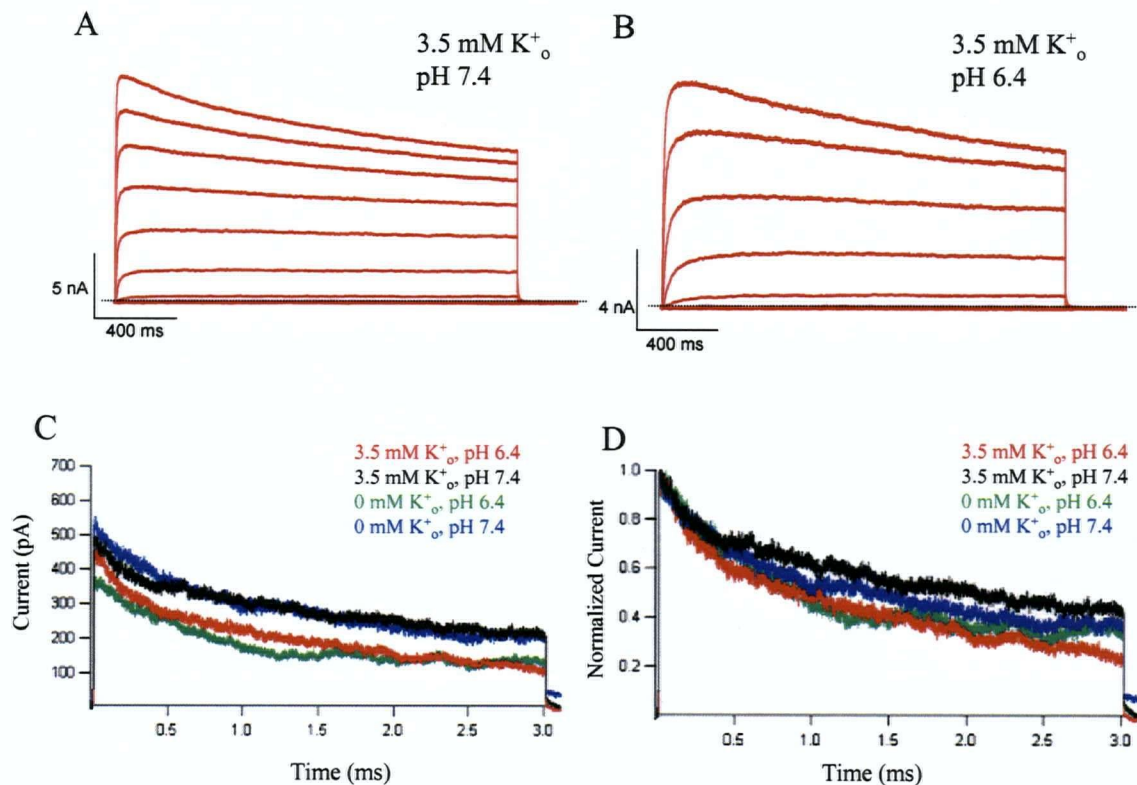 A
3.5 mM K⁺ₒ
pH 7.4
5 nA
400 ms
B
3.5 mM K⁺ₒ
pH 6.4
4 nA
400 ms
C
3.5 mM K⁺ₒ, pH 6.4
3.5 mM K⁺ₒ, pH 7.4
0 mM K⁺ₒ, pH 6.4
0 mM K⁺ₒ, pH 7.4
Current (pA)
700
600
500
400
300
200
100
0.5 1.0 1.5 2.0 2.5 3.0
Time (ms)
D
3.5 mM K⁺ₒ, pH 6.4
3.5 mM K⁺ₒ, pH 7.4
0 mM K⁺ₒ, pH 6.4
0 mM K⁺ₒ, pH 7.4
Normalized Current
1.0
0.8
0.6
0.4
0.2
0.5 1.0 1.5 2.0 2.5 3.0
Time (ms)